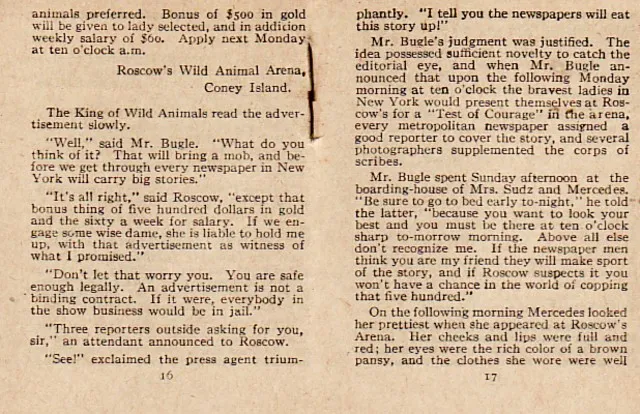 animals preferred. Bonus of $500 in gold
will be given to lady selected, and in addicion
weekly salary of $60. Apply next Monday
at ten o'clock a.m.
Roscow's Wild Animal Arena,
Coney Island.
The King of Wild Animals read the adver-
tisement slowly.
"Well," said Mr. Bugle. "What do you
think of it? That will bring a mob, and be-
fore we get through every newspaper in New
York will carry big stories."
"It's all right," said Roscow, "except that
bonus thing of five hundred dollars in gold
and the sixty a week for salary. If we en-
gage some wise dame, she is liable to hold me
up, with that advertisement as witness of
what I promised."
"Don't let that worry you. You are safe
enough legally. An advertisement is not a
binding contract. If it were, everybody in
the show business would be in jail."
"Three reporters outside asking for you,
sir," an attendant announced to Roscow.
"See!" exclaimed the press agent trium-
16
phantly. "I tell you the newspapers will eat
this story up!"
Mr. Bugle's judgment was justified. The
idea possessed sufficient novelty to catch the
editorial eye, and when Mr. Bugle an-
nounced that upon the following Monday
morning at ten o'clock the bravest ladies in
New York would present themselves at Ros-
cow's for a "Test of Courage" in the arena,
every metropolitan newspaper assigned a
good reporter to cover the story, and several
photographers supplemented the corps of
scribes.
Mr. Bugle spent Sunday afternoon at the
boarding-house of Mrs. Sudz and Mercedes.
"Be sure to go to bed early to-night," he told
the latter, "because you want to look your
best and you must be there at ten o'clock
sharp to-morrow morning. Above all else
don't recognize me. If the newspaper men
think you are my friend they will make sport
of the story, and if Roscow suspects it you
won't have a chance in the world of copping
that five hundred."
On the following morning Mercedes looked
her prettiest when she appeared at Roscow's
Arena. Her cheeks and lips were full and
red; her eyes were the rich color of a brown
pansy, and the clothes she wore were well
17